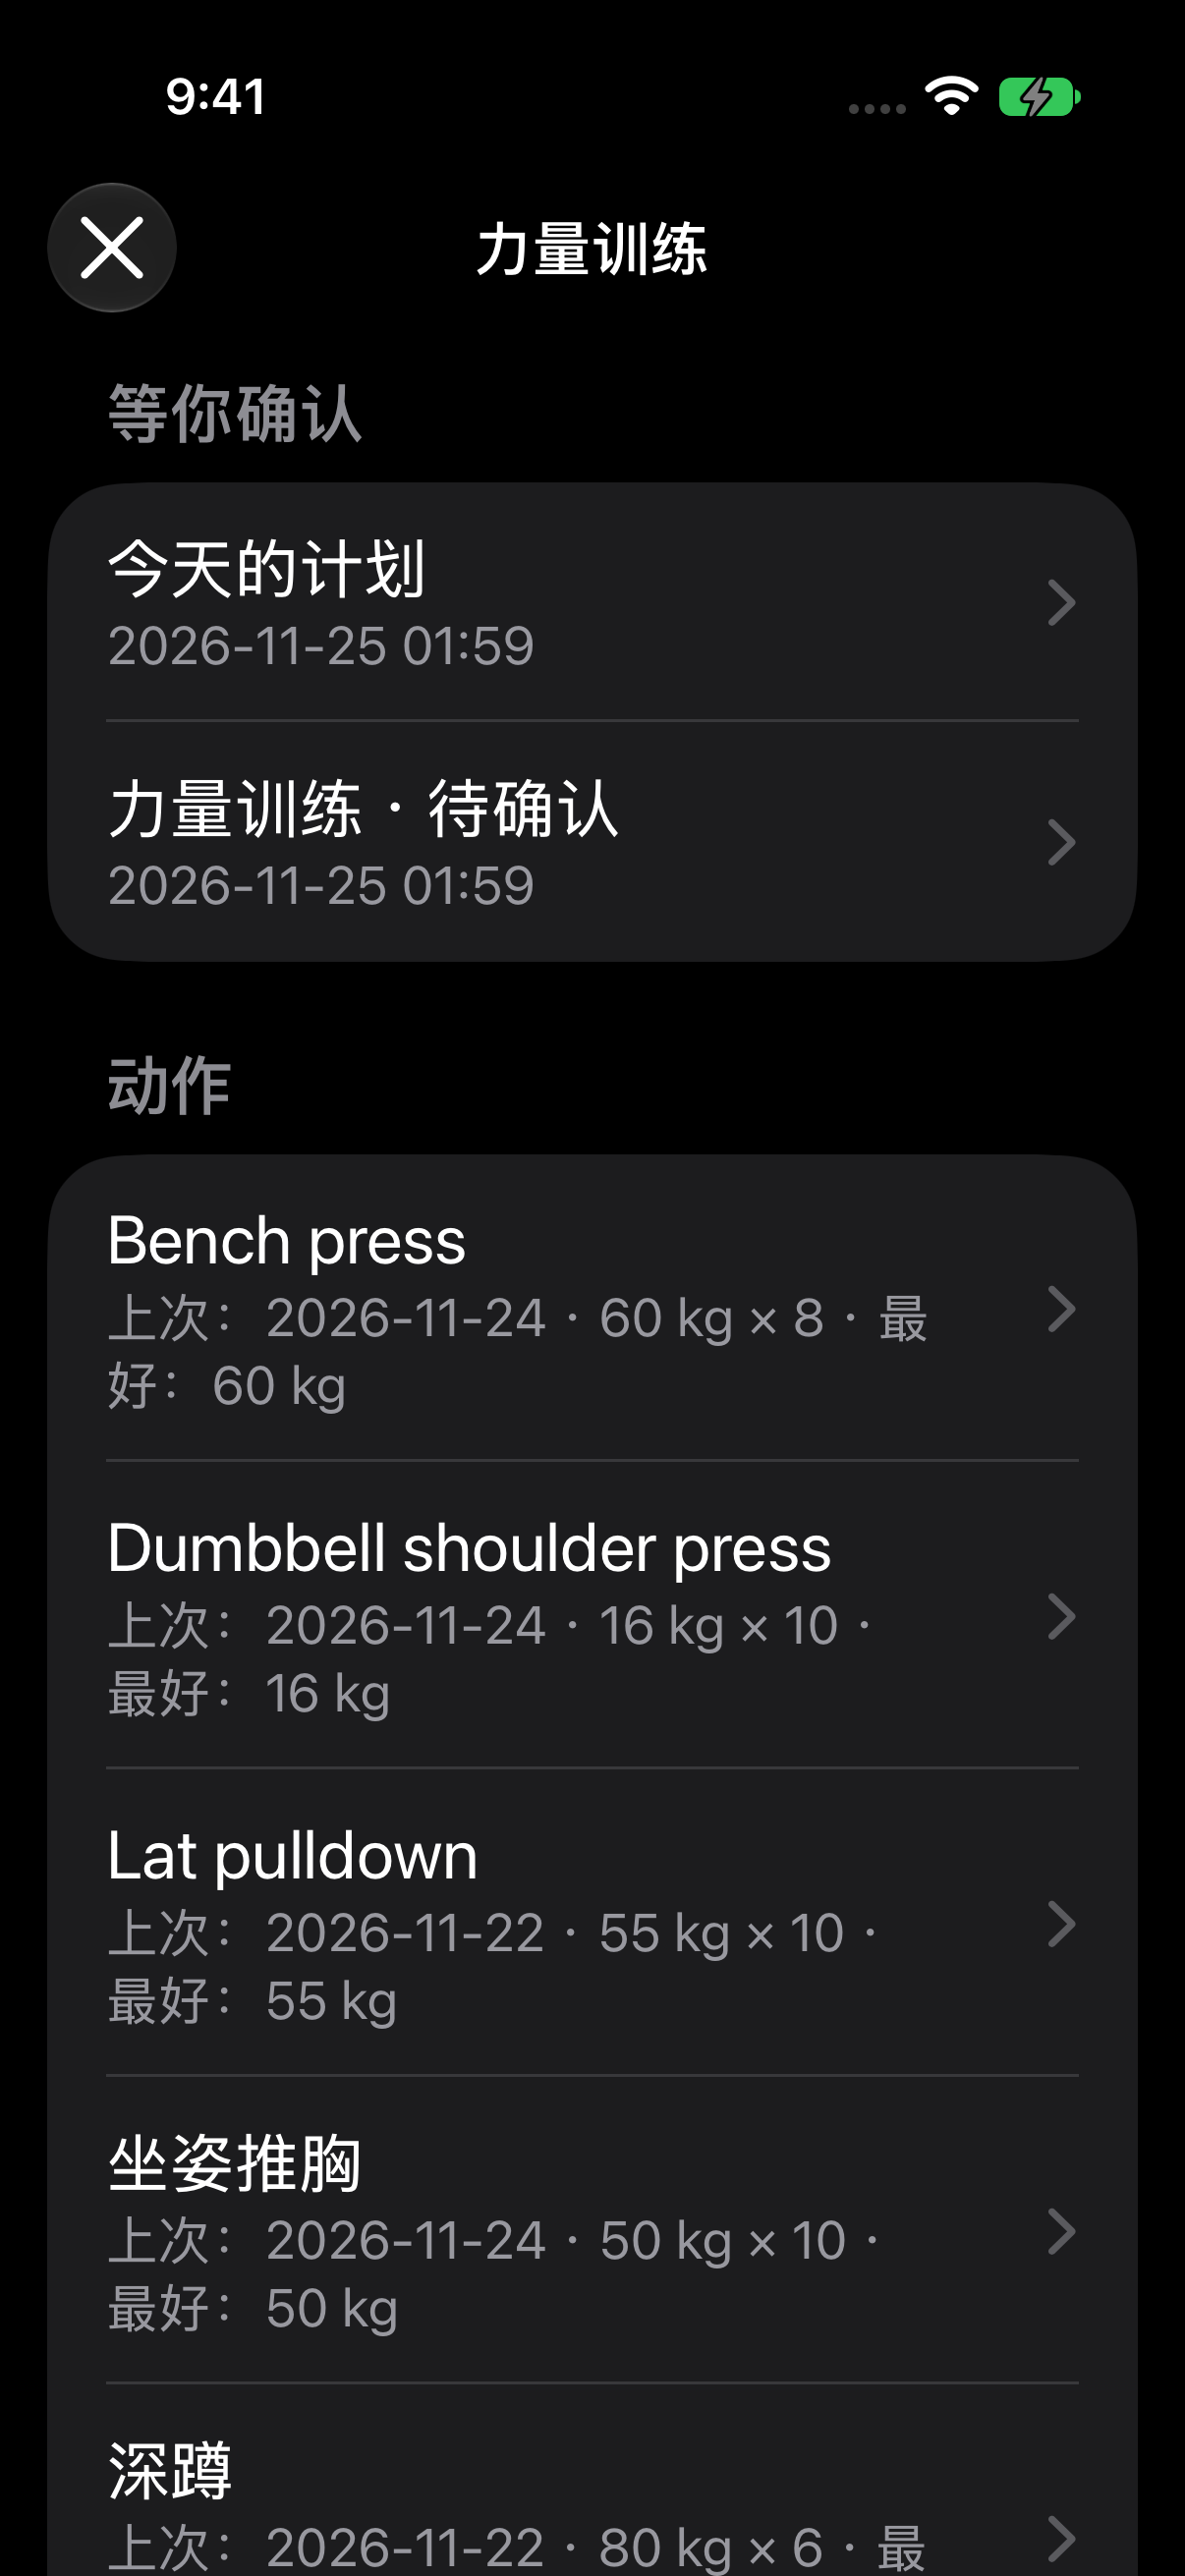 9:41
力量训练
等你确认
今天的计划
2026-11-25 01:59
力量训练 · 待确认
2026-11-25 01:59
动作
Bench press
上次：2026-11-24 · 60 kg × 8 · 最
好：60 kg
Dumbbell shoulder press
上次：2026-11-24 · 16 kg × 10 ·
最好：16 kg
Lat pulldown
上次：2026-11-22 · 55 kg × 10 ·
最好：55 kg
坐姿推胸
上次：2026-11-24 · 50 kg × 10 ·
最好：50 kg
深蹲
上次：2026-11-22 · 80 kg × 6 · 最